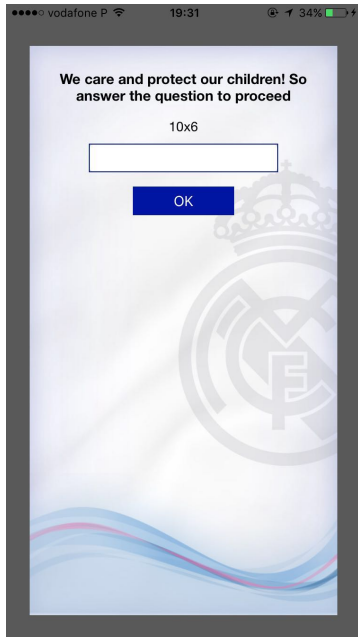 vodafone P 19:31 34%
We care and protect our children! So
answer the question to proceed
10x6
OK